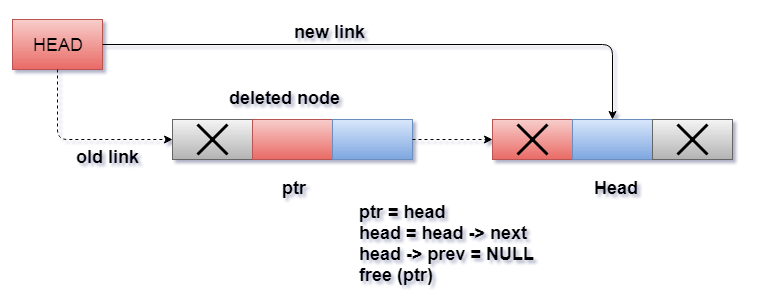 HEAD
new link
deleted node
old link
ptr
Head
ptr = head
head = head -> next
head -> prev = NULL
free (ptr)